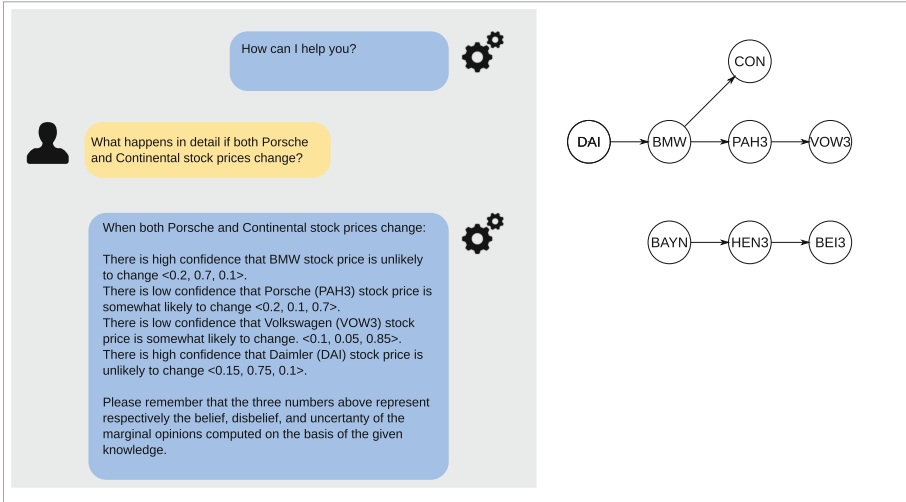 How can I help you?
What happens in detail if both Porsche
and Continental stock prices change?
When both Porsche and Continental stock prices change:
There is high confidence that BMW stock price is unlikely
to change <0.2, 0.7, 0.1>.
There is low confidence that Porsche (PAH3) stock price is
somewhat likely to change <0.2, 0.1, 0.7>.
There is low confidence that Volkswagen (VOW3) stock
price is somewhat likely to change. <0.1, 0.05, 0.85>.
There is high confidence that Daimler (DAI) stock price is
unlikely to change <0.15, 0.75, 0.1>.
Please remember that the three numbers above represent
respectively the belief, disbelief, and uncertanty of the
marginal opinions computed on the basis of the given
knowledge.
CON
DAI
BMW
PAH3
VOW3
BAYN
HEN3
BEI3